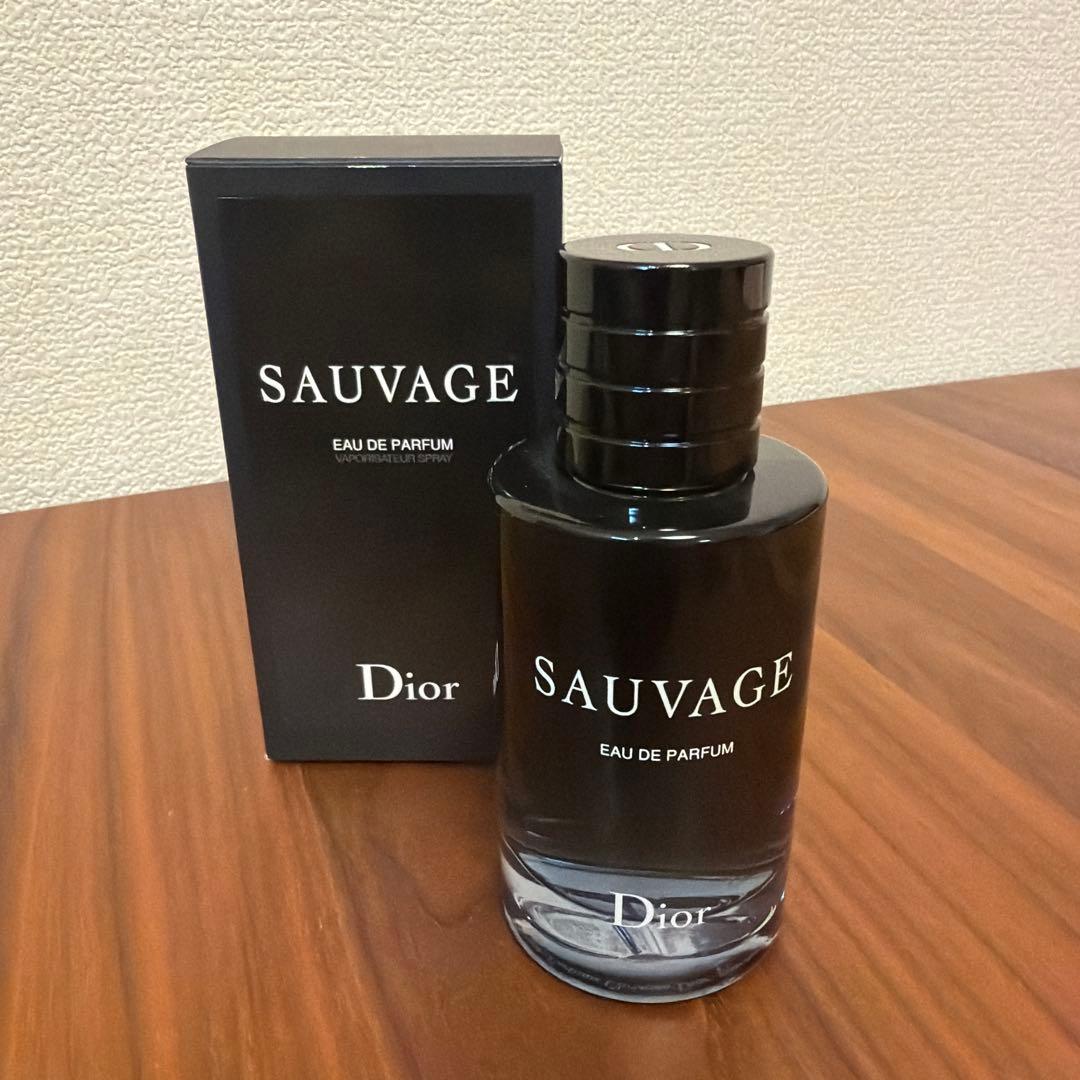 SAUVAGE
EAU DE PARFUM
VAPORISATEUR SPRAY
Dior
SAUVAGE
EAU DE PARFUM
Dior